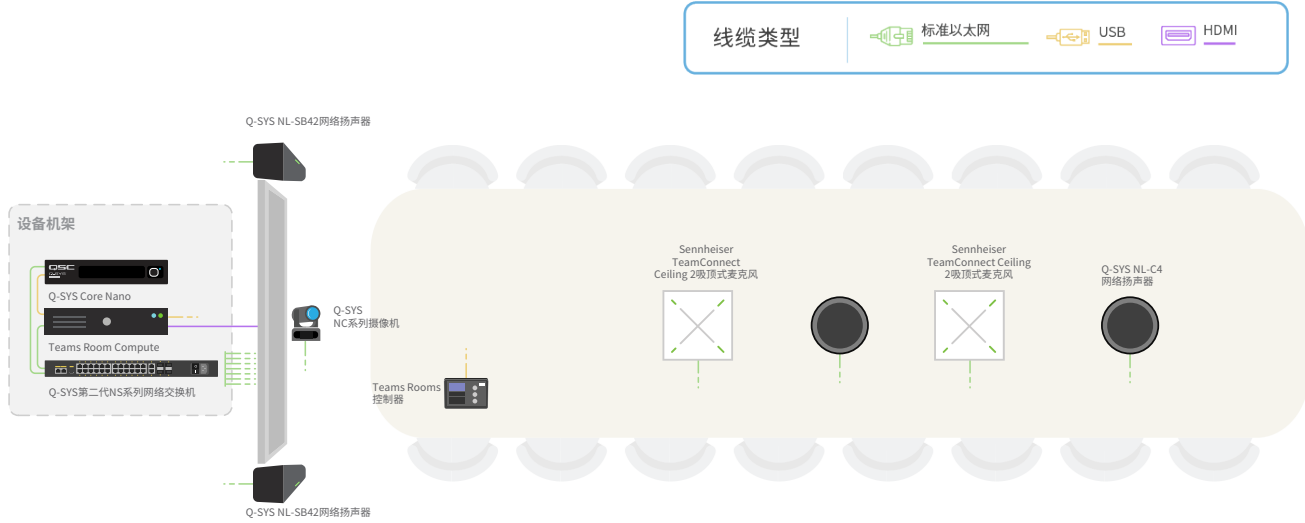 线缆类型
标准以太网
USB
HDMI
Q-SYS NL-SB42网络扬声器
设备机架
QSC
Q-SYS Core Nano
Teams Room Compute
Q-SYS第二代NS系列网络交换机
Q-SYS
NC系列摄像机
Teams Rooms
控制器
Sennheiser
TeamConnect
Ceiling 2吸顶式麦克风
Sennheiser
TeamConnect Ceiling
2吸顶式麦克风
Q-SYS NL-C4
网络扬声器
Q-SYS NL-SB42网络扬声器